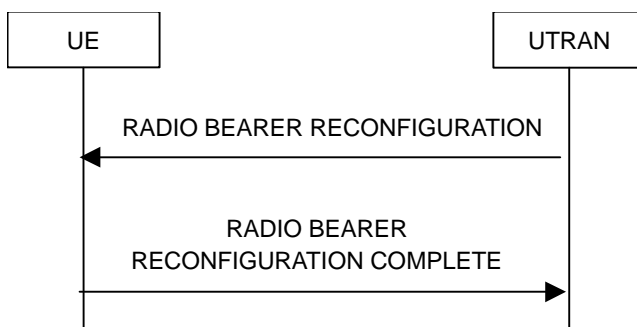 UE
UTRAN
RADIO BEARER RECONFIGURATION
RADIO BEARER
RECONFIGURATION COMPLETE